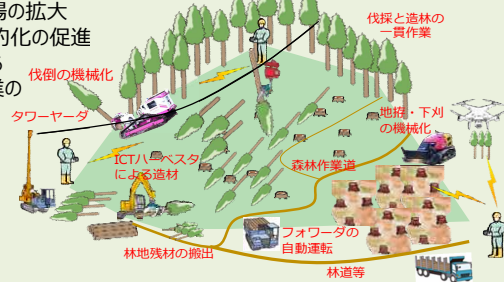 場の拡大
的化の促進
る
業の
伐採と造林の
一貫作業
伐倒の機械化
タワーヤーダ
地拵・下刈
の機械化
ICTハーベスタ
による造材
森林作業道
フォワーダの
自動運転
林地残材の搬出
林道等